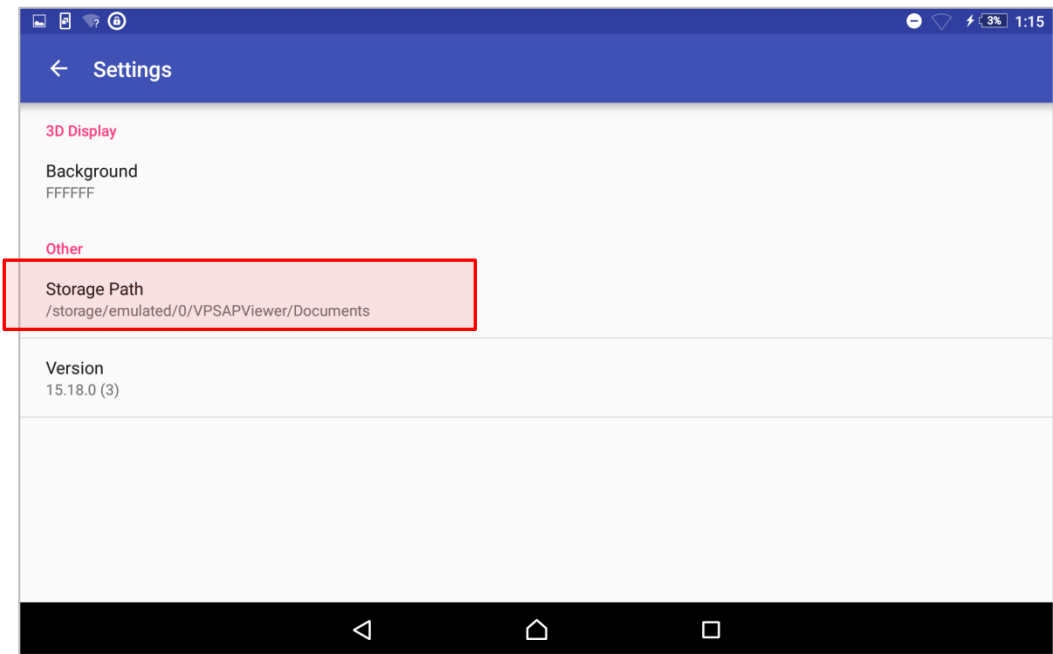 3% 1:15
Settings
3D Display
Background
FFFFFF
Other
Storage Path
/storage/emulated/0/VPSAPViewer/Documents
Version
15.18.0 (3)